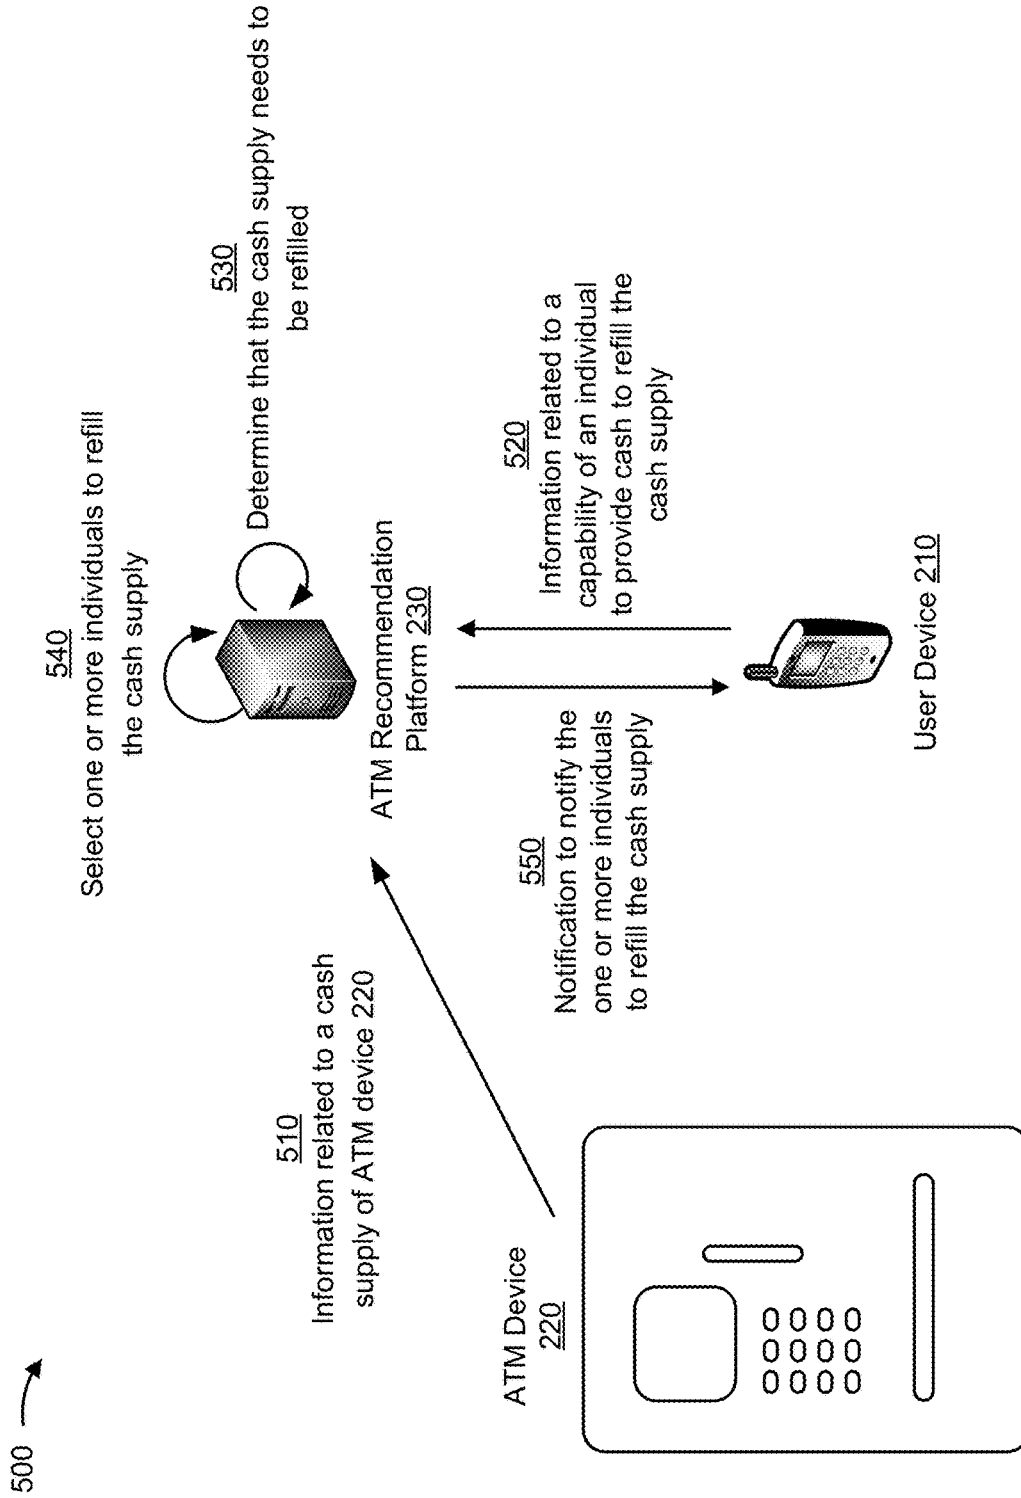 500
540
Select one or more individuals to refill
the cash supply
530
Determine that the cash supply needs to
be refilled
510
Information related to a cash
supply of ATM device 220
ATM Recommendation
Platform 230
ATM Device
220
550
Notification to notify the
one or more individuals
to refill the cash supply
520
Information related to a
capability of an individual
to provide cash to refill the
cash supply
User Device 210